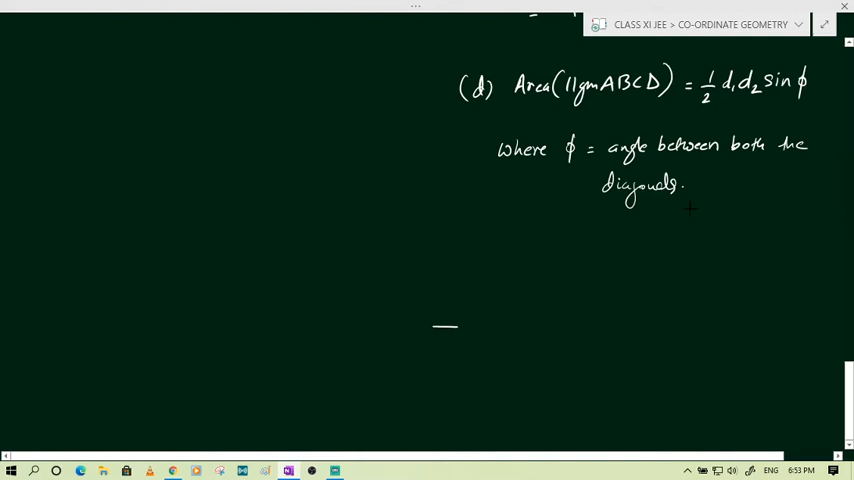 CLASS XI JEE > CO-ORDINATE GEOMETRY
(d) Area(||gm ABCD) = 1/2 d₁d₂ sin ϕ
where ϕ = angle between both the
diagonals.
ENG 6:53 PM